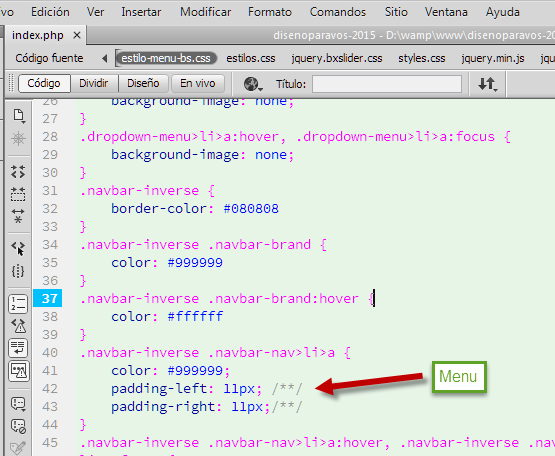 vo Edición Ver Insertar Modificar Formato Comandos Sitio Ventana Ayuda
index.php* × disenoparavos-2015 - D:\wamp\www\disenoparavos-2
Código fuente estilo-menu-bs.css estilos.css jquery.bxslider.css styles.css jquery.min.js jc
Código Dividir Diseño En vivo Título:
26 background-image: none;
27 }
28 .dropdown-menu>li>a:hover, .dropdown-menu>li>a:focus {
29 background-image: none;
30 }
31 .navbar-inverse {
32 border-color: #080808
33 }
34 .navbar-inverse .navbar-brand {
35 color: #999999
36 }
37 .navbar-inverse .navbar-brand:hover {
38 color: #ffffff
39 }
40 .navbar-inverse .navbar-nav>li>a {
41 color: #999999;
42 padding-left: 11px; /**/
Menu
43 padding-right: 11px;/**/
44 }
45 .navbar-inverse .navbar-nav>li>a:hover, .navbar-inverse .na